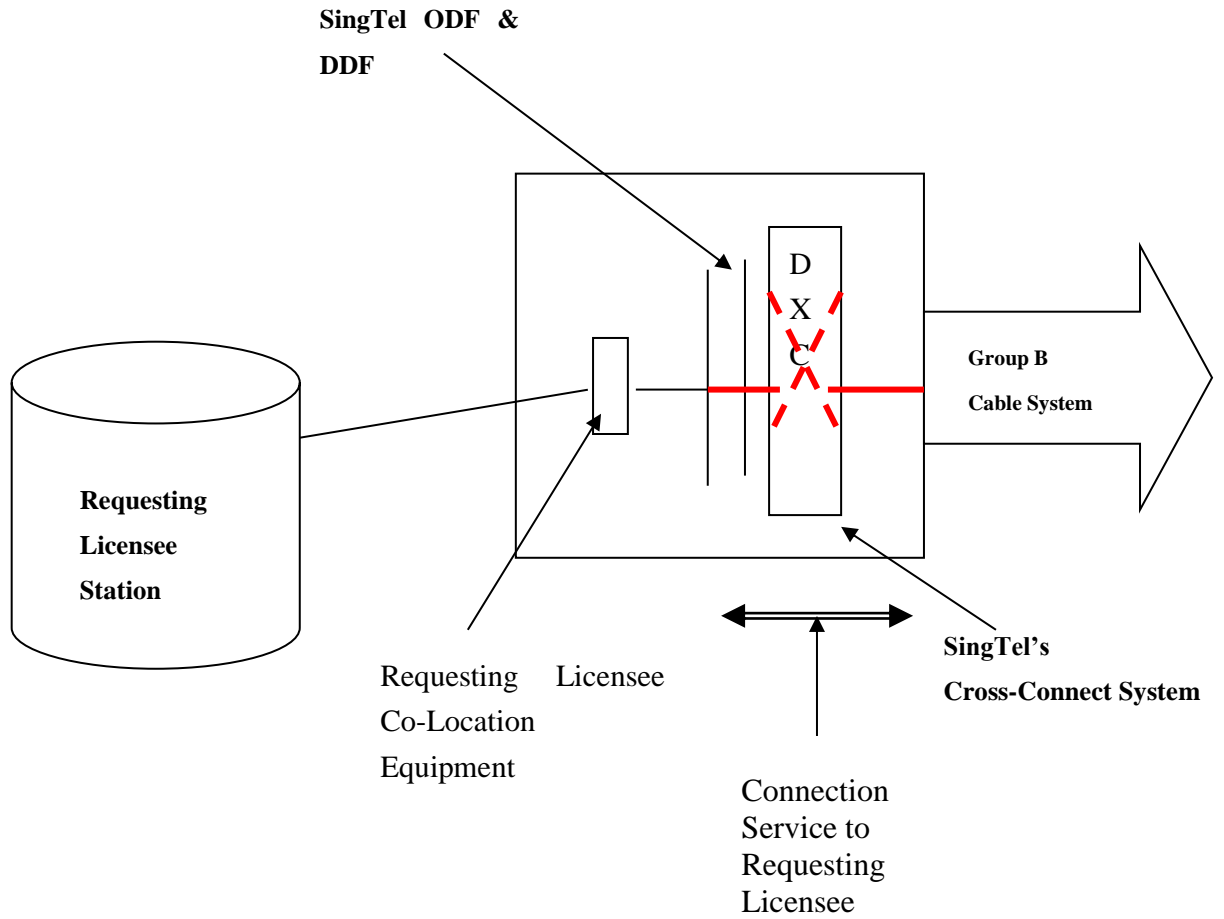 SingTel ODF &
DDF
D
X
C
Group B
Cable System
Requesting
Licensee
Station
SingTel’s
Cross-Connect System
Requesting Licensee
Co-Location
Equipment
Connection
Service to
Requesting
Licensee